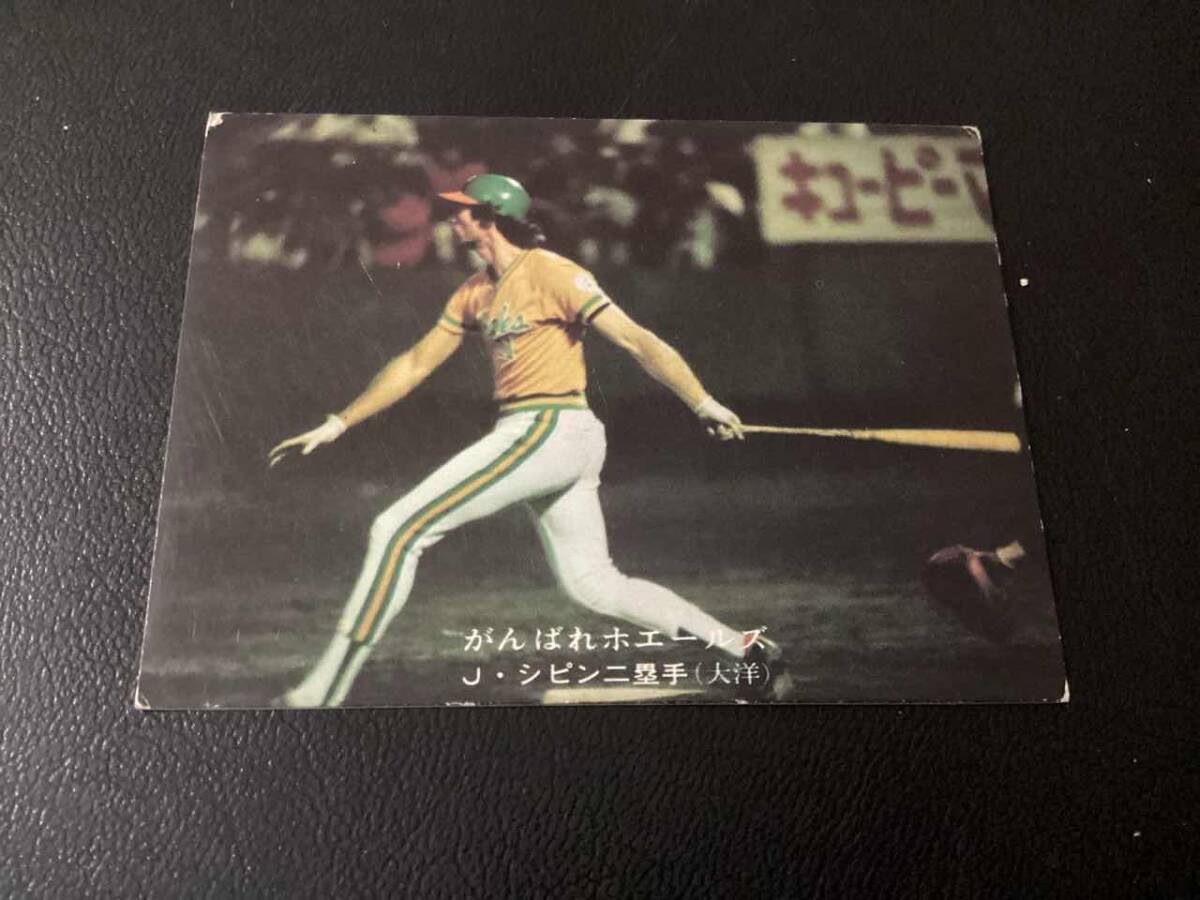 キユーピーマ
がんばれホエールズ
J・シピン二塁手(大洋)